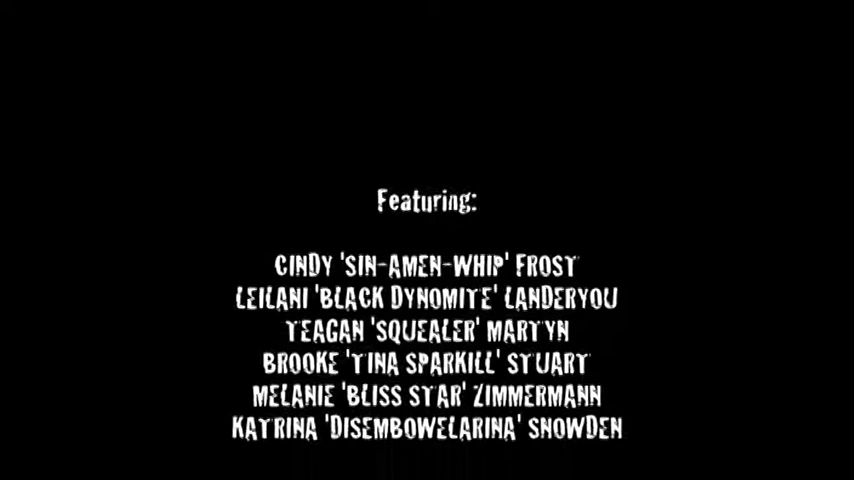 Featuring:
CINDY 'SIN-AMEN-WHIP' FROST
LEILANI 'BLACK DYNOMITE' LANDERYOU
TEAGAN 'SQUEALER' MARTYN
BROOKE 'TINA SPARKILL' STUART
MELANIE 'BLISS STAR' ZIMMERMANN
KATRINA 'DISEMBOWELARINA' SNOWDEN